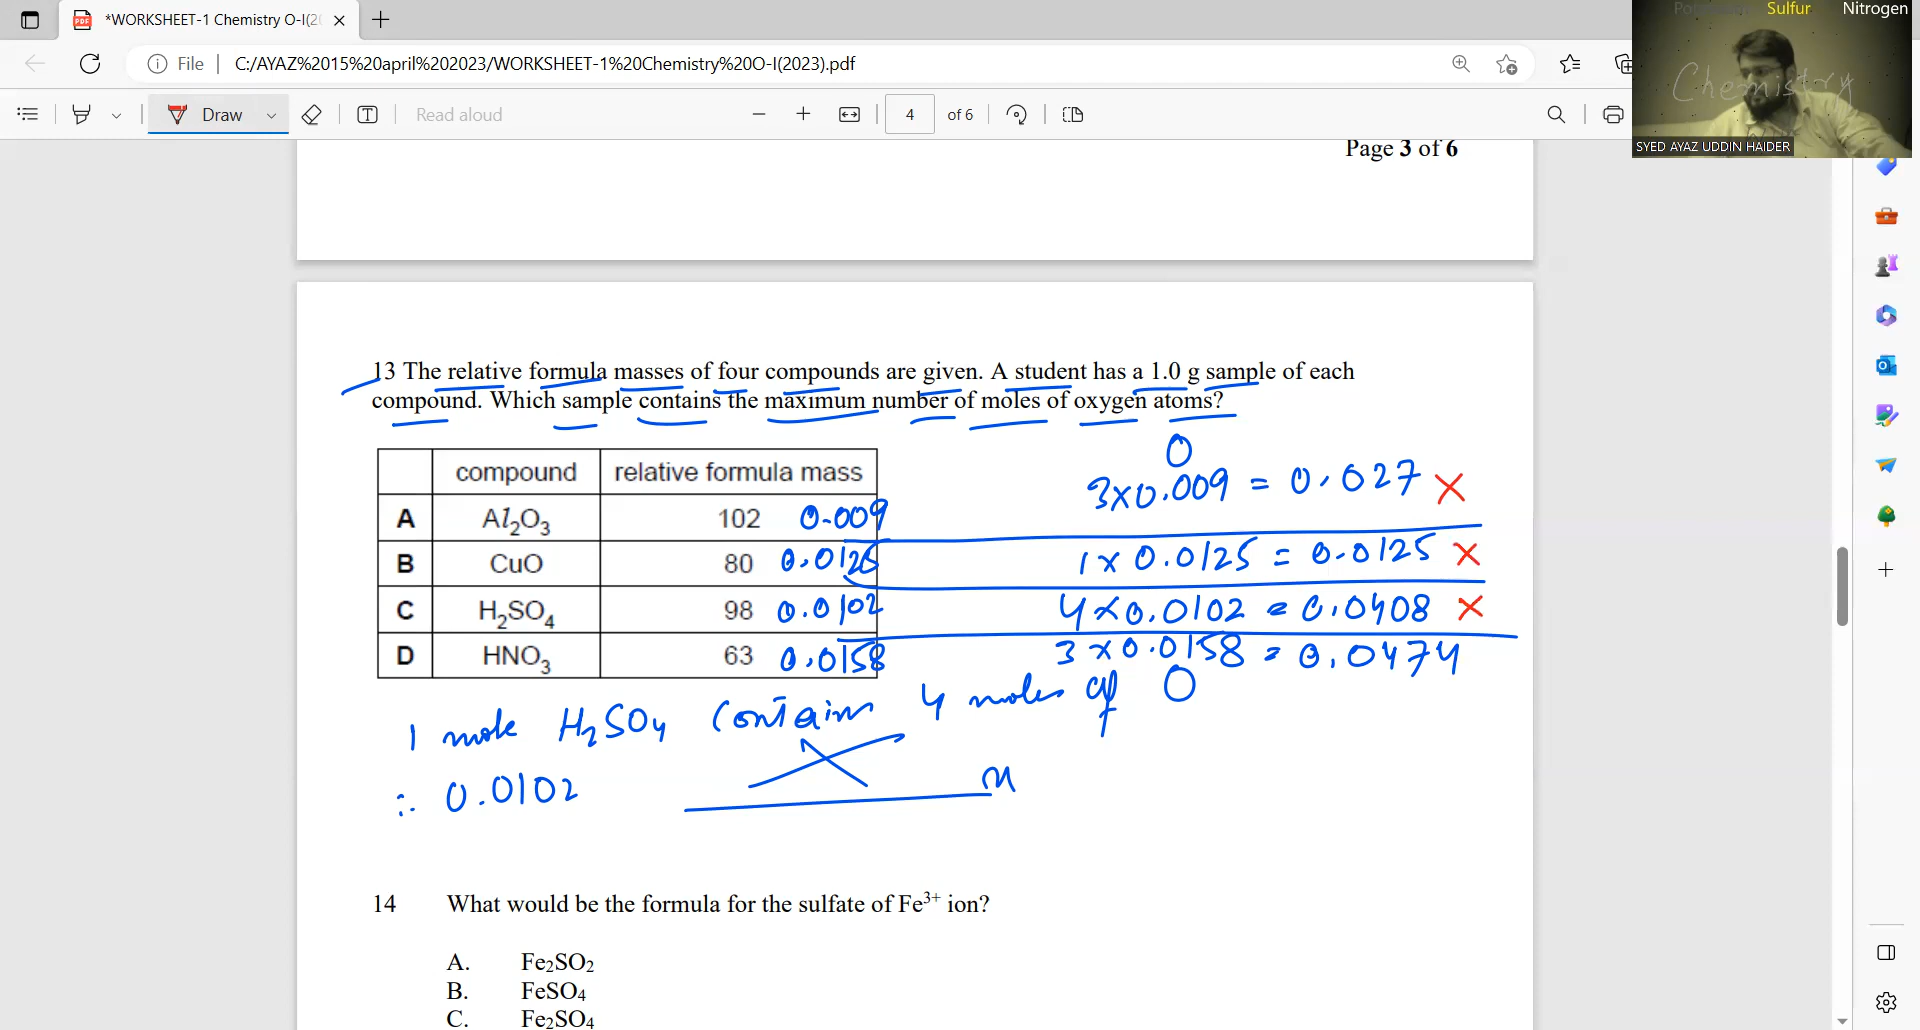 *WORKSHEET-1 Chemistry O-I(20
File C:/AYAZ%2015%20april%202023/WORKSHEET-1%20Chemistry%20O-I(2023).pdf
Draw Read aloud 4 of 6
Sulfur Nitrogen
Chemistry
SYED AYAZ UDDIN HAIDER
Page 3 of 6
13 The relative formula masses of four compounds are given. A student has a 1.0 g sample of each
compound. Which sample contains the maximum number of moles of oxygen atoms?
O
compound relative formula mass
3×0.009 = 0.027 ×
A Al₂O₃ 102 0.009
B CuO 80 0.0125 1 × 0.0125 = 0.0125 ×
C H₂SO₄ 98 0.0102 4×0.0102 = 0.0408 ×
D HNO₃ 63 0.0158 3 × 0.0158 = 0.0474
1 mole H₂SO₄ contains 4 moles of O
∴ 0.0102 x
14 What would be the formula for the sulfate of Fe³⁺ ion?
A. Fe₂SO₂
B. FeSO₄
C. Fe₂SO₄